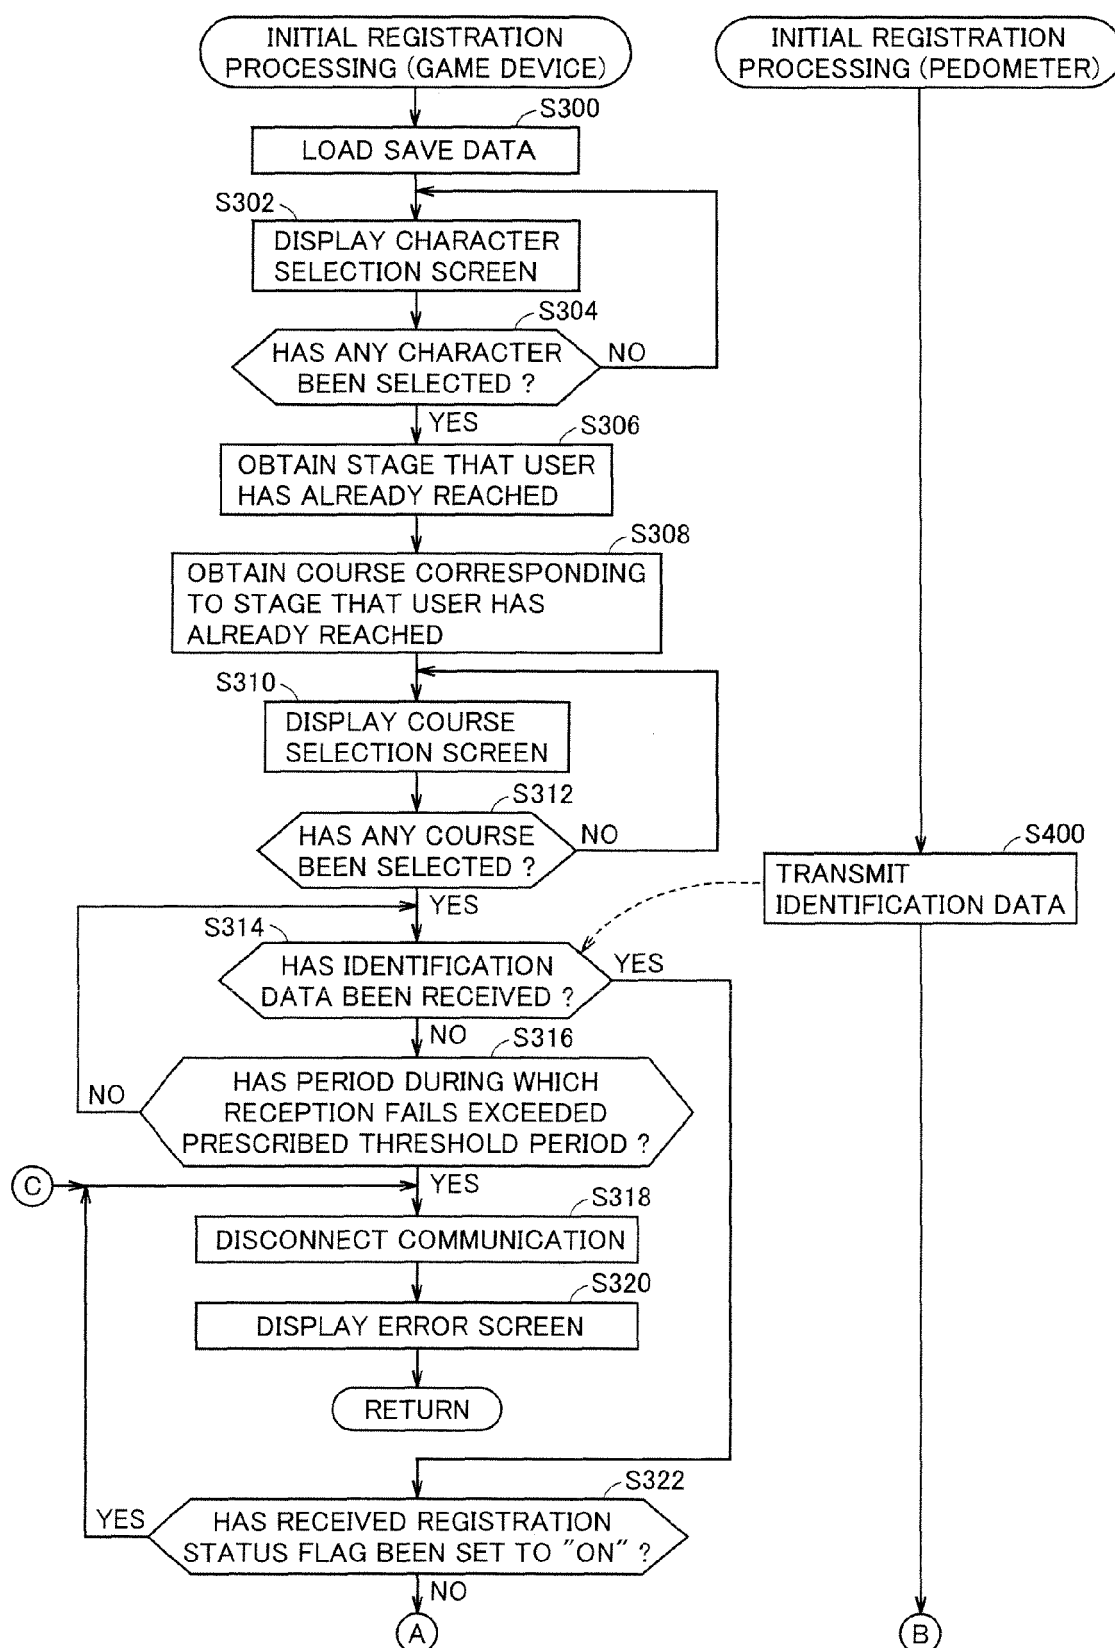 INITIAL REGISTRATION
PROCESSING (GAME DEVICE)
INITIAL REGISTRATION
PROCESSING (PEDOMETER)
S300
LOAD SAVE DATA
S302
DISPLAY CHARACTER
SELECTION SCREEN
S304
HAS ANY CHARACTER
BEEN SELECTED ?
NO
YES
S306
OBTAIN STAGE THAT USER
HAS ALREADY REACHED
S308
OBTAIN COURSE CORRESPONDING
TO STAGE THAT USER HAS
ALREADY REACHED
S310
DISPLAY COURSE
SELECTION SCREEN
S312
HAS ANY COURSE
BEEN SELECTED ?
NO
YES
S400
TRANSMIT
IDENTIFICATION DATA
S314
HAS IDENTIFICATION
DATA BEEN RECEIVED ?
YES
NO
S316
HAS PERIOD DURING WHICH
RECEPTION FAILS EXCEEDED
PRESCRIBED THRESHOLD PERIOD ?
NO
YES
C
S318
DISCONNECT COMMUNICATION
S320
DISPLAY ERROR SCREEN
RETURN
S322
HAS RECEIVED REGISTRATION
STATUS FLAG BEEN SET TO "ON" ?
YES
NO
A
B